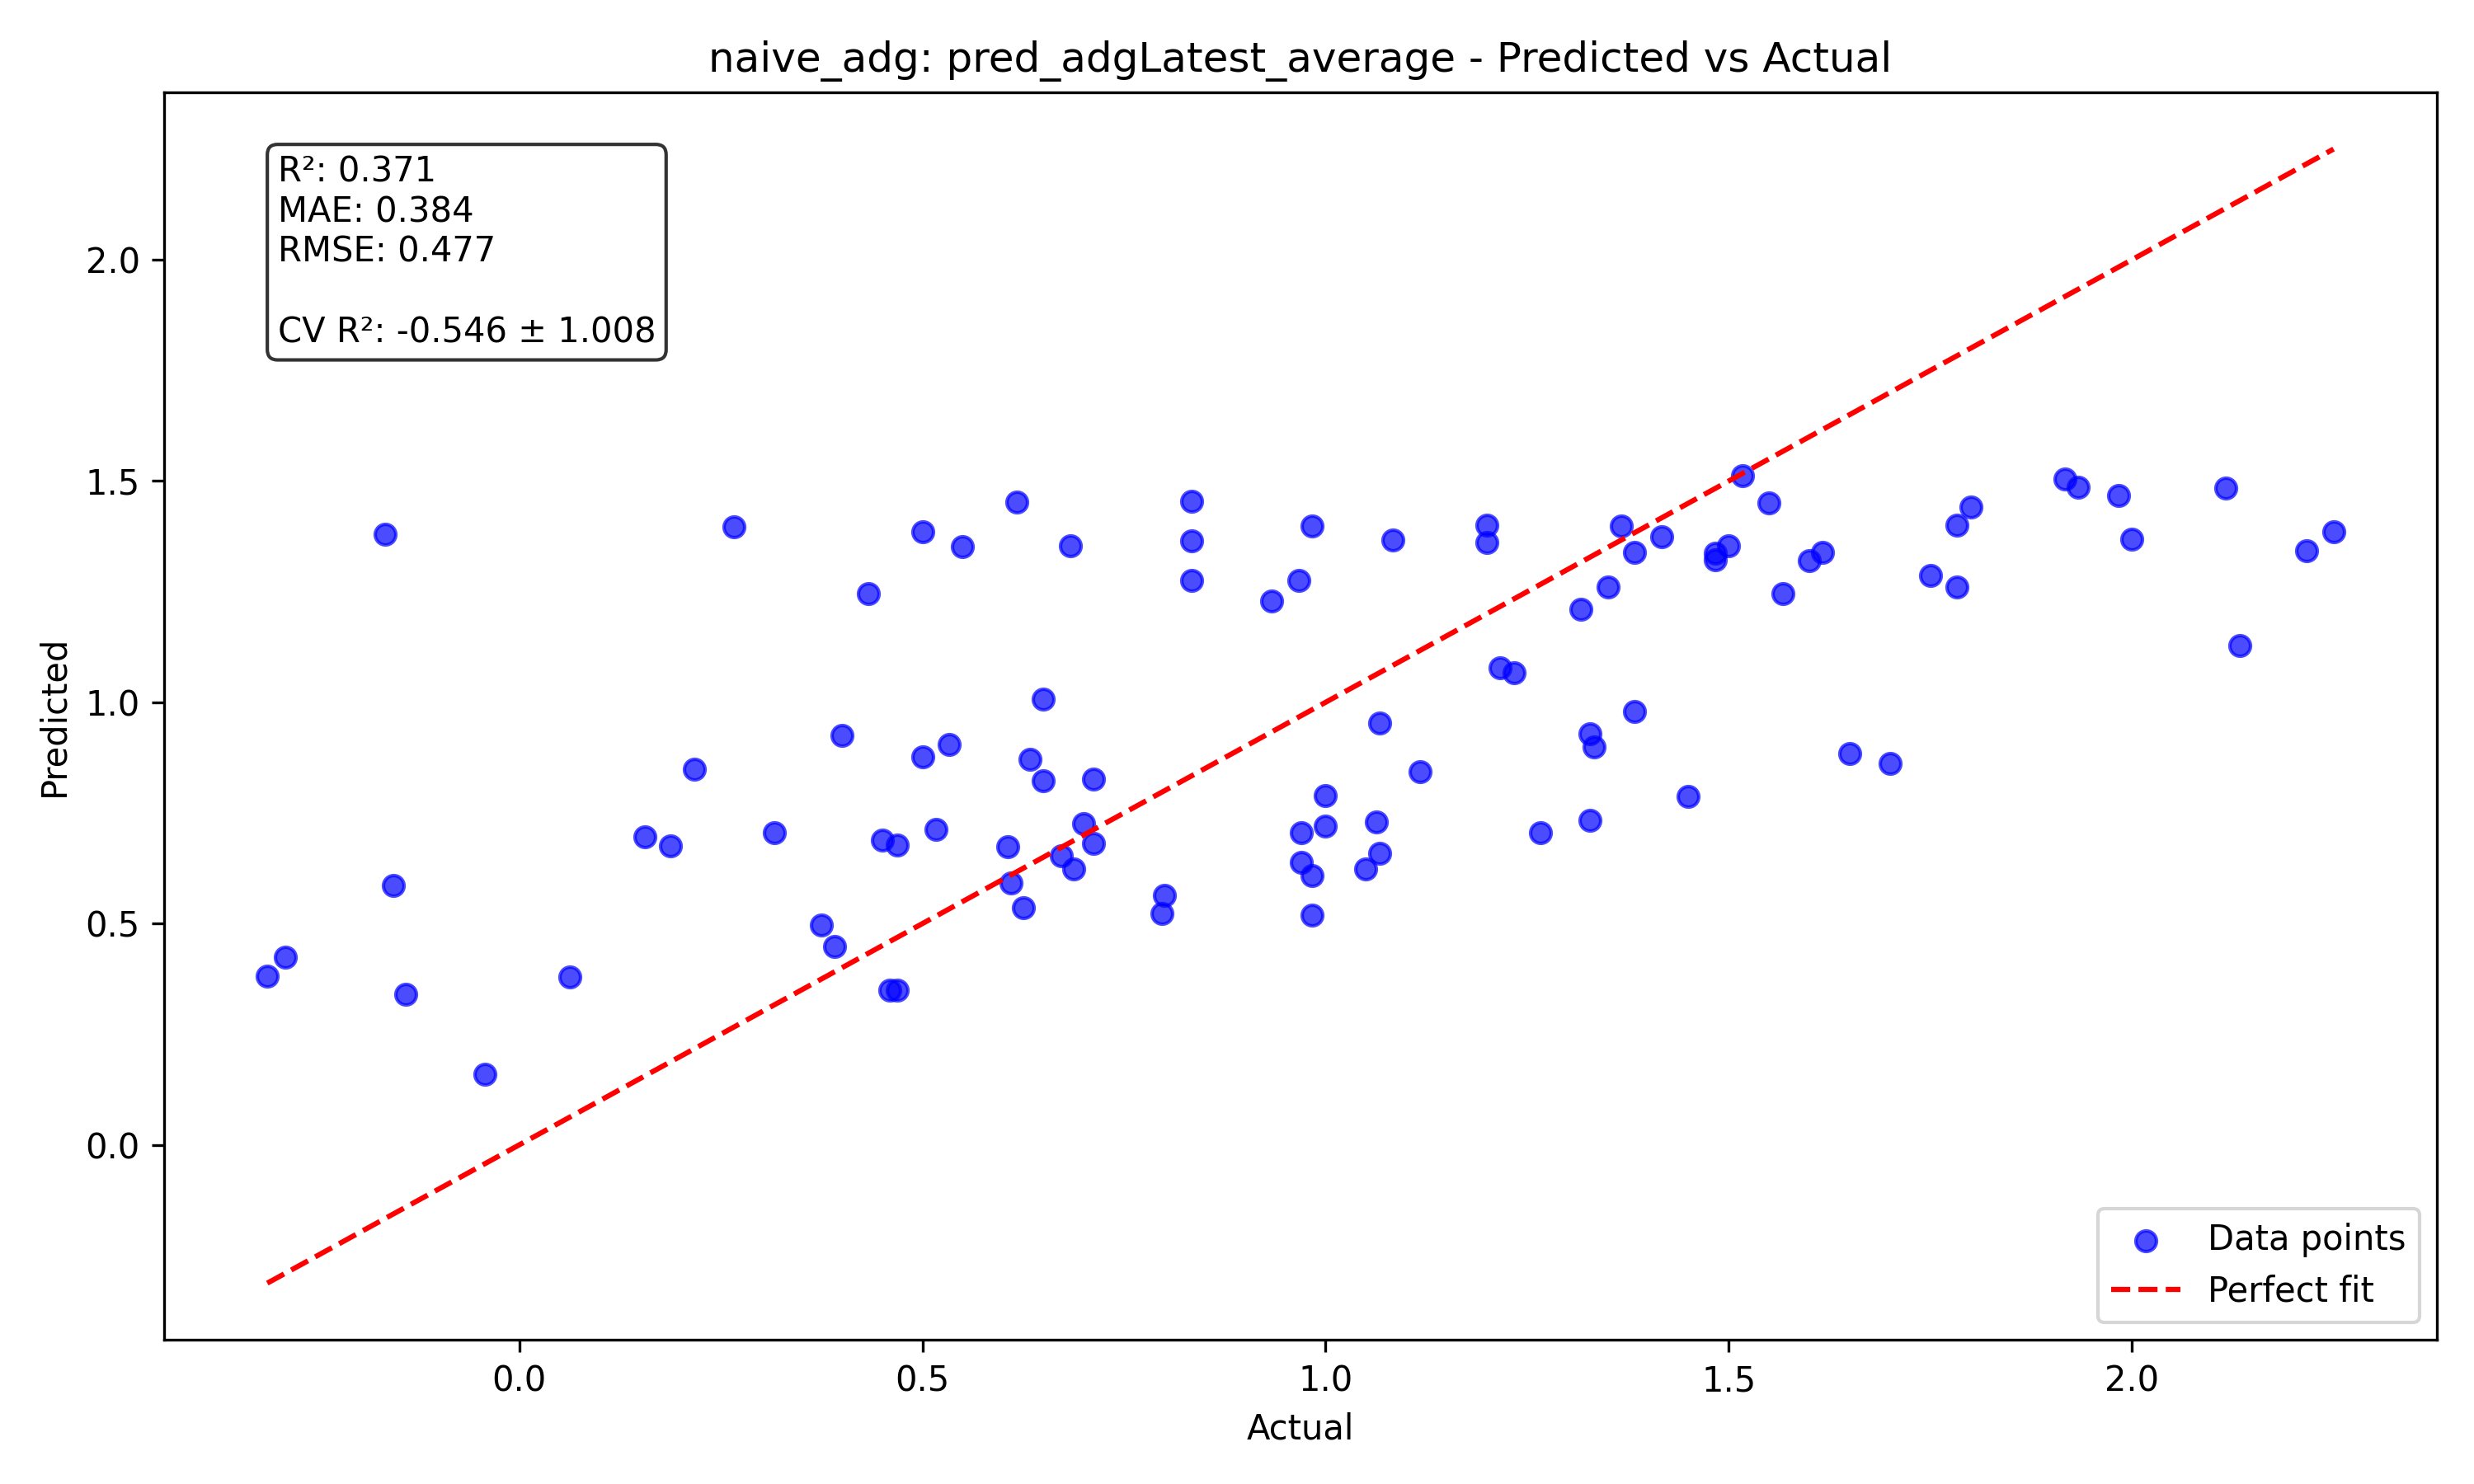 naive_adg: pred_adgLatest_average - Predicted vs Actual
R²: 0.371
MAE: 0.384
RMSE: 0.477
CV R²: -0.546 ± 1.008
2.0
1.5
1.0
0.5
0.0
Predicted
Data points
Perfect fit
0.0 0.5 1.0 1.5 2.0
Actual